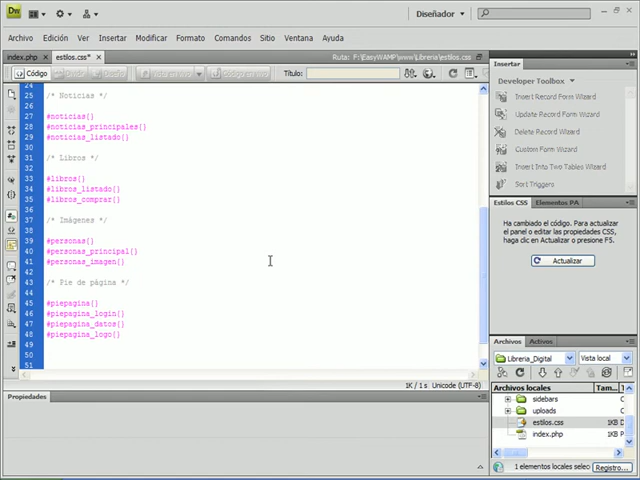 Dw
Diseñador
Archivo Edición Ver Insertar Modificar Formato Comandos Sitio Ventana Ayuda
index.php × estilos.css* ×
Ruta: F:\EasyWAMP\www\Libreria\estilos.css
Código
Título:
24
25 /* Noticias */
26
27 #noticias{}
28 #noticias_principales{}
29 #noticias_listado{}
30
31 /* Libros */
32
33 #libros{}
34 #libros_listado{}
35 #libros_comprar{}
36
37 /* Imágenes */
38
39 #personas{}
40 #personas_principal{}
41 #personas_imagen{}
42
43 /* Pie de página */
44
45 #piepagina{}
46 #piepagina_login{}
47 #piepagina_datos{}
48 #piepagina_logo{}
49
50
51
1K / 1 s Unicode (UTF-8)
Propiedades
Insertar
Developer Toolbox
Insert Record Form Wizard
Update Record Form Wizard
Delete Record Wizard
Custom Form Wizard
Insert Into Two Tables Wizard
Sort Triggers
Estilos CSS Elementos PA
Ha cambiado el código. Para actualizar
el panel o editar las propiedades CSS,
haga clic en Actualizar o presione F5.
Actualizar
Archivos Activos
Libreria_Digital Vista local
Archivos locales Tam... T
sidebars C
uploads C
estilos.css 1KB D
index.php 1KB
1 elementos locales selec Registro...